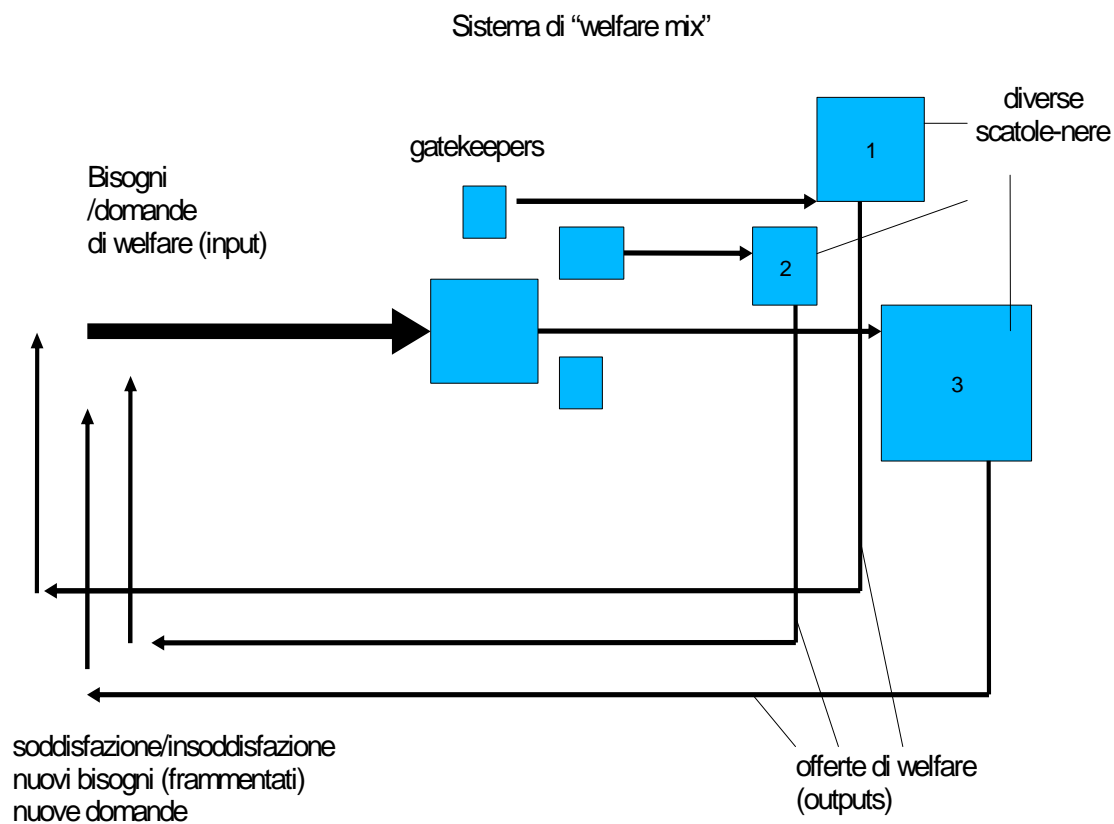 Sistema di “welfare mix”
diverse
scatole-nere
gatekeepers
1
Bisogni
/domande
di welfare (input)
2
3
soddisfazione/insoddisfazione
nuovi bisogni (frammentati)
nuove domande
offerte di welfare
(outputs)